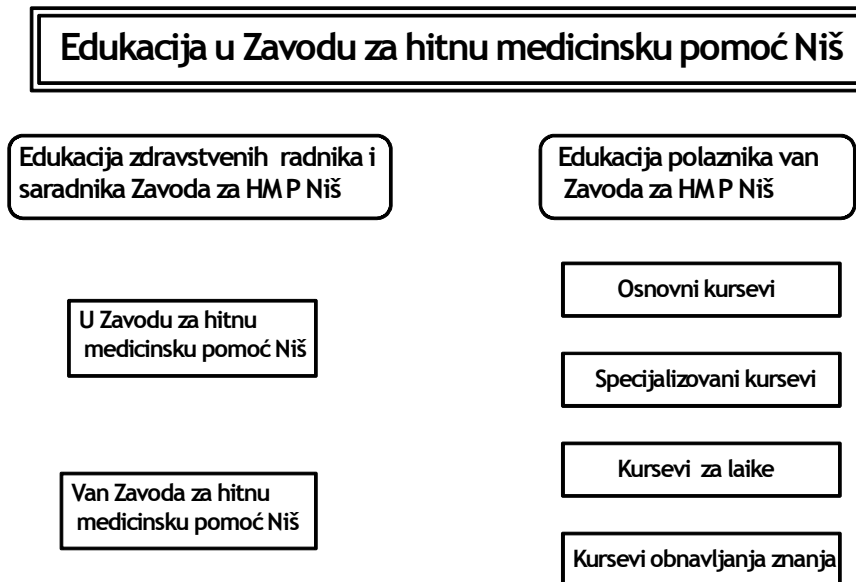 Edukacija u Zavodu za hitnu medicinsku pomoć Niš
Edukacija zdravstvenih radnika i
saradnika Zavoda za HMP Niš
U Zavodu za hitnu
medicinsku pomoć Niš
Van Zavoda za hitnu
medicinsku pomoć Niš
Edukacija polaznika van
Zavoda za HMP Niš
Osnovni kursevi
Specijalizovani kursevi
Kursevi za laike
Kursevi obnavljanja znanja